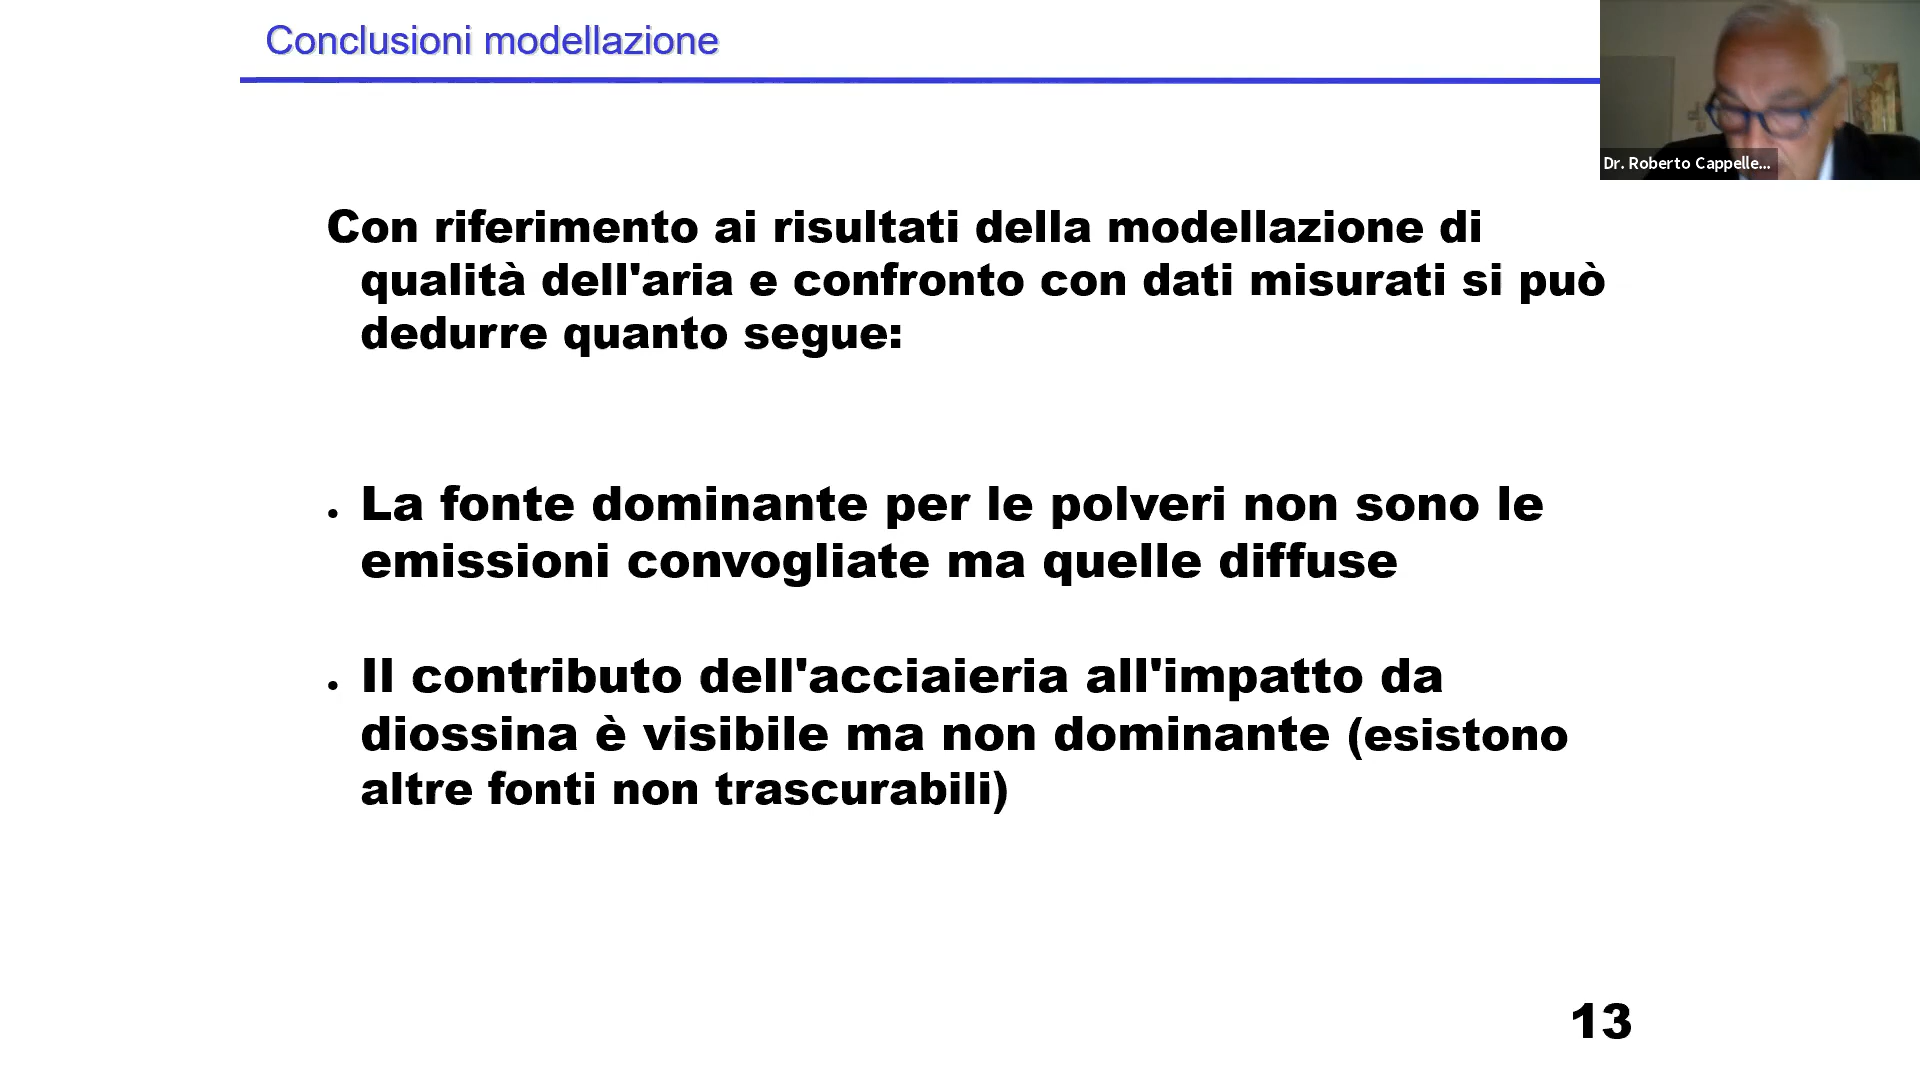 Conclusioni modellazione
Dr. Roberto Cappelle...
Con riferimento ai risultati della modellazione di
qualità dell'aria e confronto con dati misurati si può
dedurre quanto segue:
• La fonte dominante per le polveri non sono le
emissioni convogliate ma quelle diffuse
• Il contributo dell'acciaieria all'impatto da
diossina è visibile ma non dominante (esistono
altre fonti non trascurabili)
13